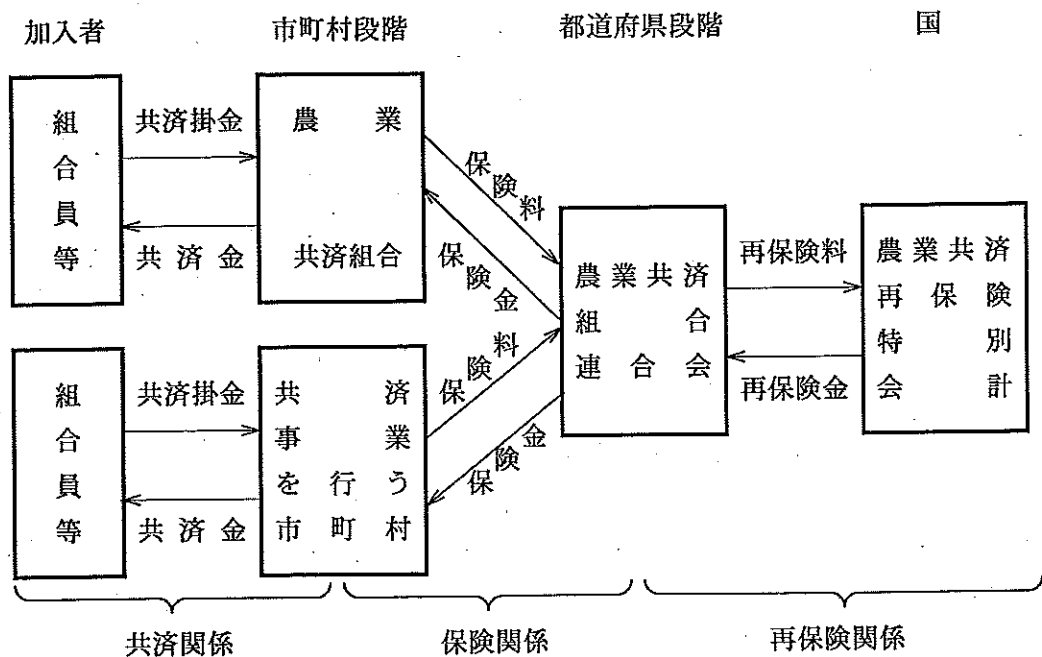 加入者
市町村段階
都道府県段階
国
組合員等
共済掛金
共済金
農業
共済組合
保険料
保険金
組合員等
共済掛金
共済金
共済
事業
を行う
市町村
保険料
保険金
農業共済
組合
連合会
再保険料
再保険金
農業共済
再保険
特別
会計
共済関係
保険関係
再保険関係